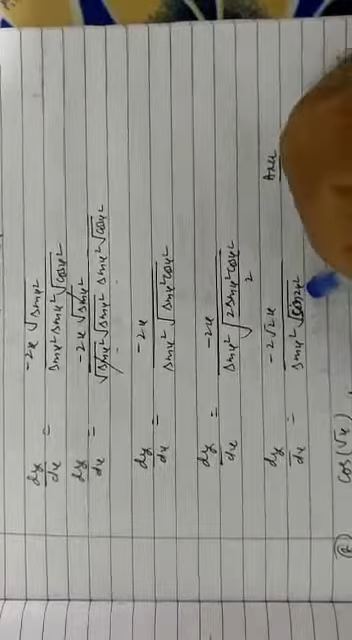 dy/dx = -2x √sinx² / sinx² sinx² √cosx²
dy/dx = -2x √sinx² / √sinx² √sinx² sinx² √cosx²
dy/dx = -2x / sinx² √sinx² cosx²
dy/dx = -2x / sinx² √2sinx² cosx² / 2
dy/dx = -2√2x / sinx² √sin2x² Ans
cos(√x)